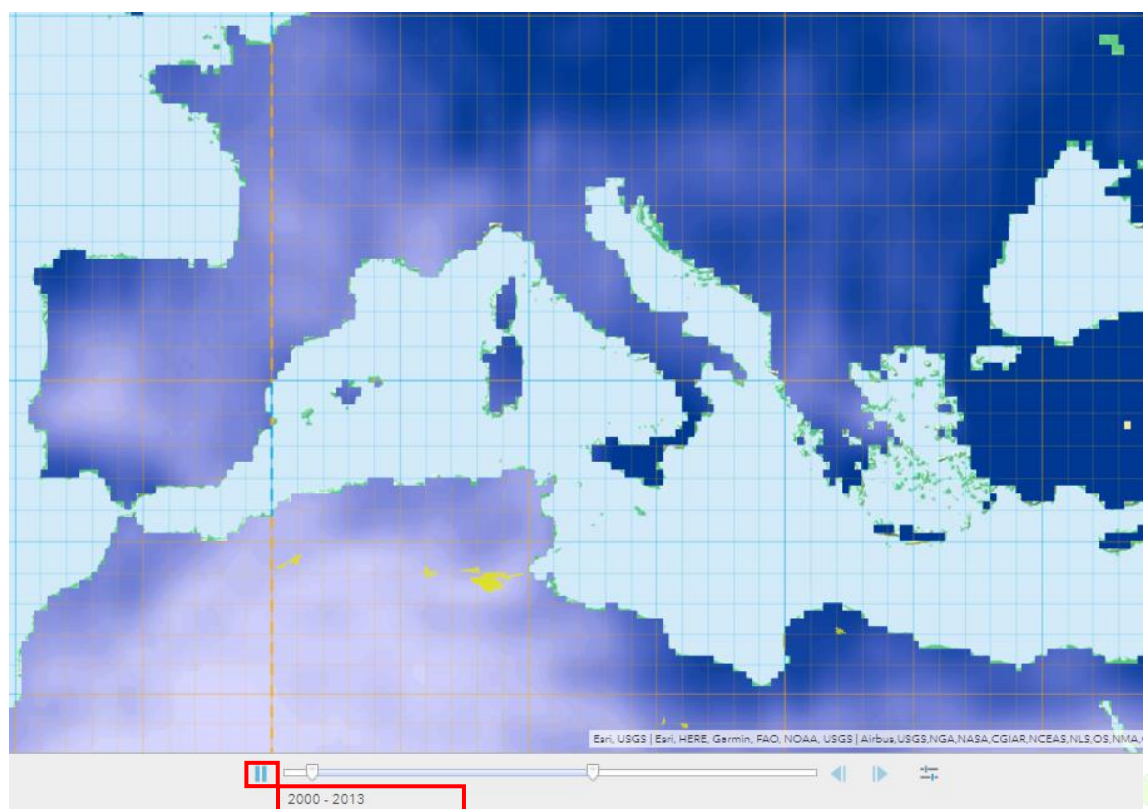 Esri, USGS | Esri, HERE, Garmin, FAO, NOAA, USGS | Airbus,USGS,NGA,NASA,CGIAR,NCEAS,NLS,OS,NMA,
2000 - 2013